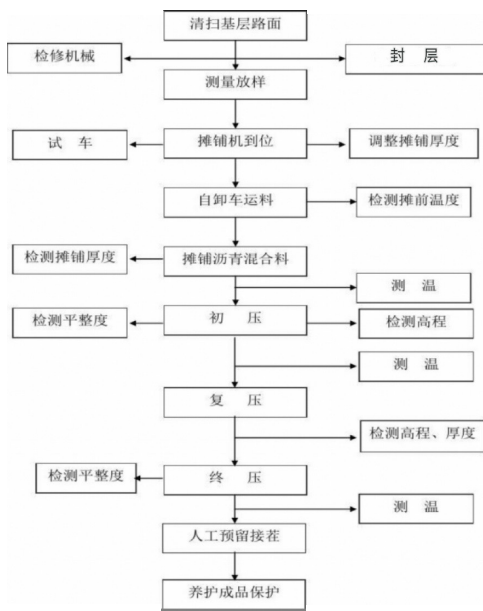 清扫基层路面
检修机械
封 层
测量放样
试 车
摊铺机到位
调整摊铺厚度
自卸车运料
检测摊前温度
检测摊铺厚度
摊铺沥青混合料
测 温
检测平整度
初 压
检测高程
测 温
复 压
检测高程、厚度
检测平整度
终 压
测 温
人工预留接茬
养护成品保护